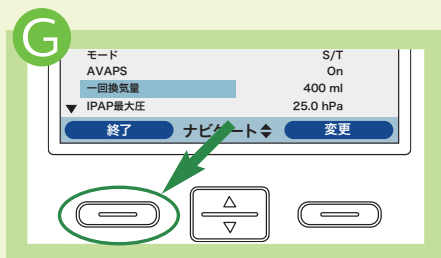 G
モード S/T
AVAPS On
一回換気量 400 ml
▼ IPAP最大圧 25.0 hPa
終了 ナビゲート 変更